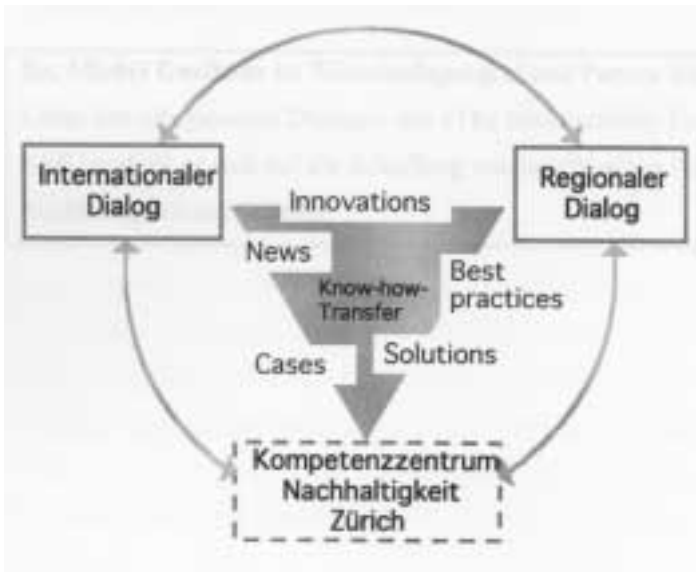 Internationaler
Dialog
Regionaler
Dialog
Innovations
News
Best
practices
Know-how-
Transfer
Cases
Solutions
Kompetenzzentrum
Nachhaltigkeit
Zürich